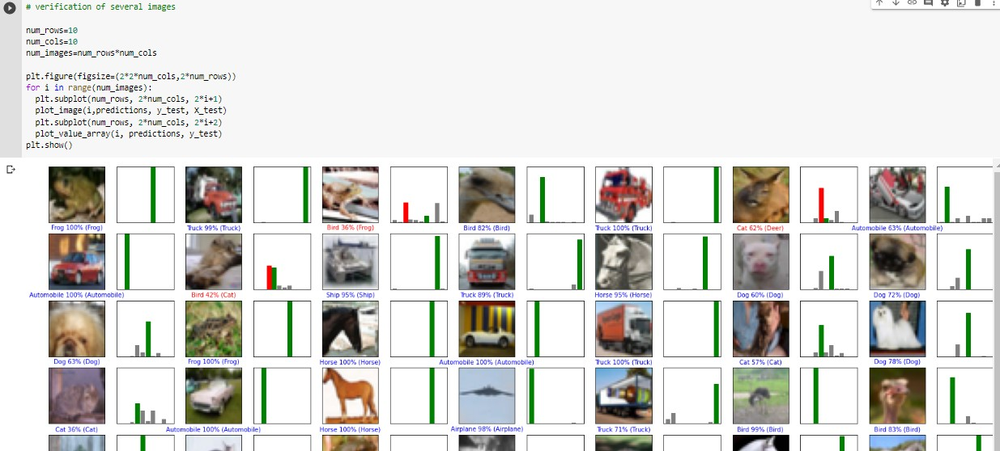 # verification of several images
num_rows=10
num_cols=10
num_images=num_rows*num_cols
plt.figure(figsize=(2*2*num_cols,2*num_rows))
for i in range(num_images):
plt.subplot(num_rows, 2*num_cols, 2*i+1)
plot_image(i,predictions, y_test, X_test)
plt.subplot(num_rows, 2*num_cols, 2*i+2)
plot_value_array(i, predictions, y_test)
plt.show()
Frog 100% (Frog) Truck 99% (Truck) Bird 36% (Frog) Bird 82% (Bird) Truck 100% (Truck) Cat 62% (Deer) Automobile 63% (Automobile)
Automobile 100% (Automobile) Bird 42% (Cat) Ship 95% (Ship) Truck 89% (Truck) Horse 95% (Horse) Dog 60% (Dog) Dog 72% (Dog)
Dog 63% (Dog) Frog 100% (Frog) Horse 100% (Horse) Automobile 100% (Automobile) Truck 100% (Truck) Cat 57% (Cat) Dog 78% (Dog)
Cat 36% (Cat) Automobile 100% (Automobile) Horse 100% (Horse) Airplane 98% (Airplane) Truck 71% (Truck) Bird 99% (Bird) Bird 83% (Bird)